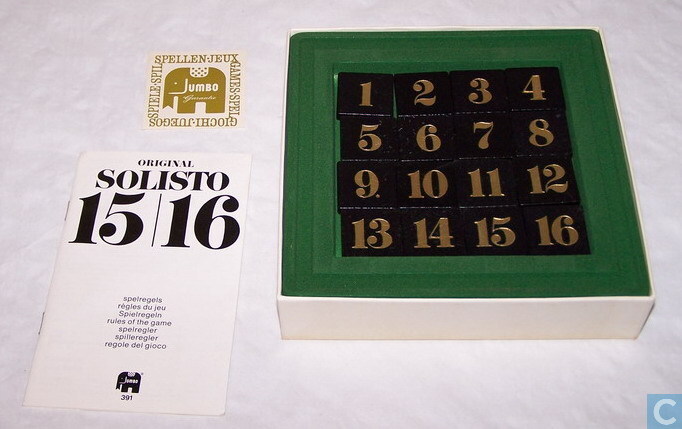 SPELLEN·JEUX
GAMES·SPEL
GIOCHI·JUEGOS
SPIELE·SPIL
Jumbo
Garantie
ORIGINAL
SOLISTO
15|16
spelregels
règles du jeu
Spielregeln
rules of the game
spelregler
spilleregler
regole del gioco
Jumbo
391
1 2 3 4
5 6 7 8
9 10 11 12
13 14 15 16
C